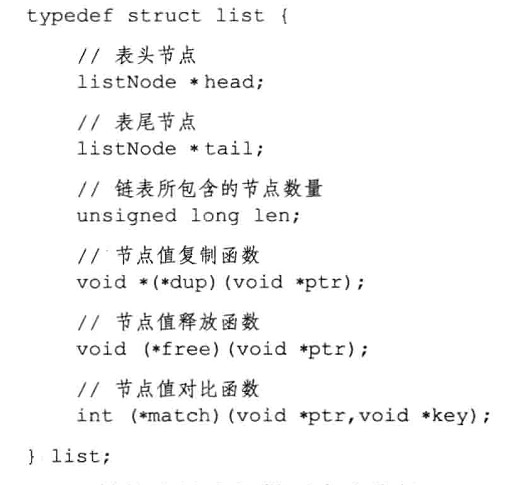 typedef struct list {
// 表头节点
listNode *head;
// 表尾节点
listNode *tail;
// 链表所包含的节点数量
unsigned long len;
// 节点值复制函数
void *(*dup)(void *ptr);
// 节点值释放函数
void (*free)(void *ptr);
// 节点值对比函数
int (*match)(void *ptr,void *key);
} list;